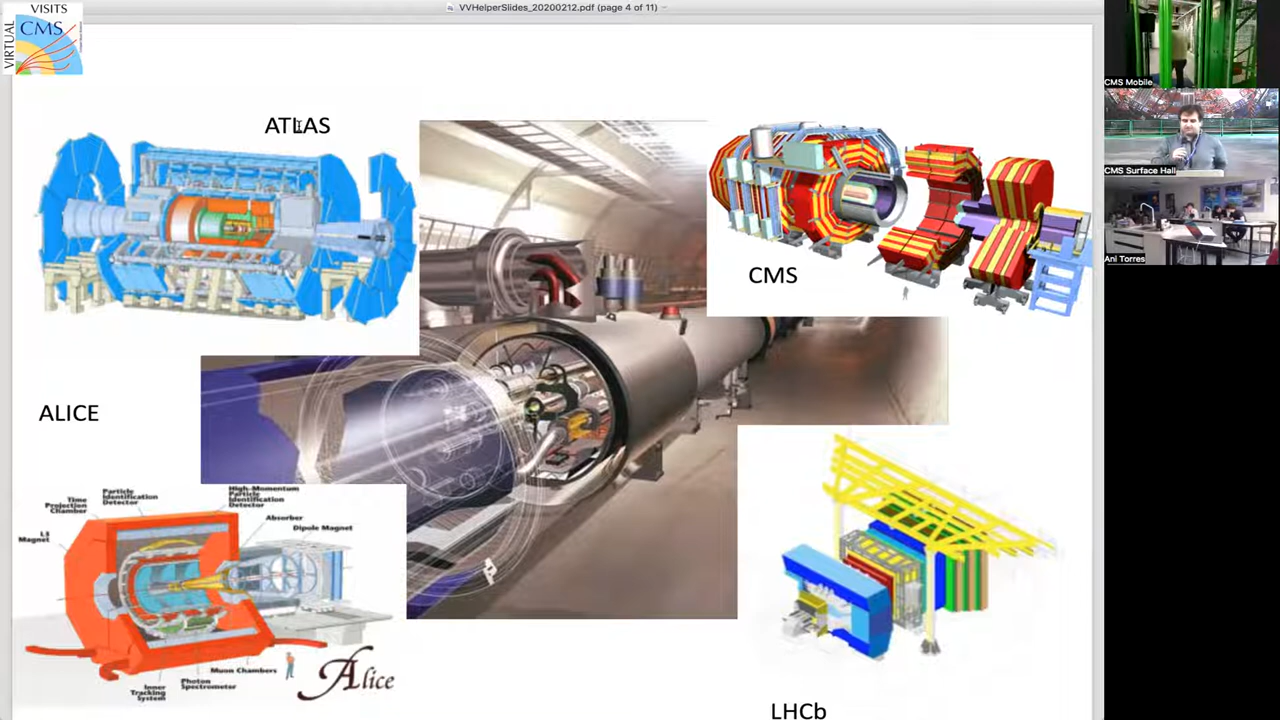 VVHelperSlides_20200212.pdf (page 4 of 11)
VISITS
VIRTUAL
CMS
ATLAS
CMS
ALICE
Time
Projection
Chamber
Particle
Identification
Detector
High-Momentum
Particle
Identification
Detector
L3
Magnet
Absorber
Dipole Magnet
Muon Chambers
Photon
Spectrometer
Inner
Tracking
System
Alice
LHCb
CMS Mobile
CMS Surface Hall
Ani Torres